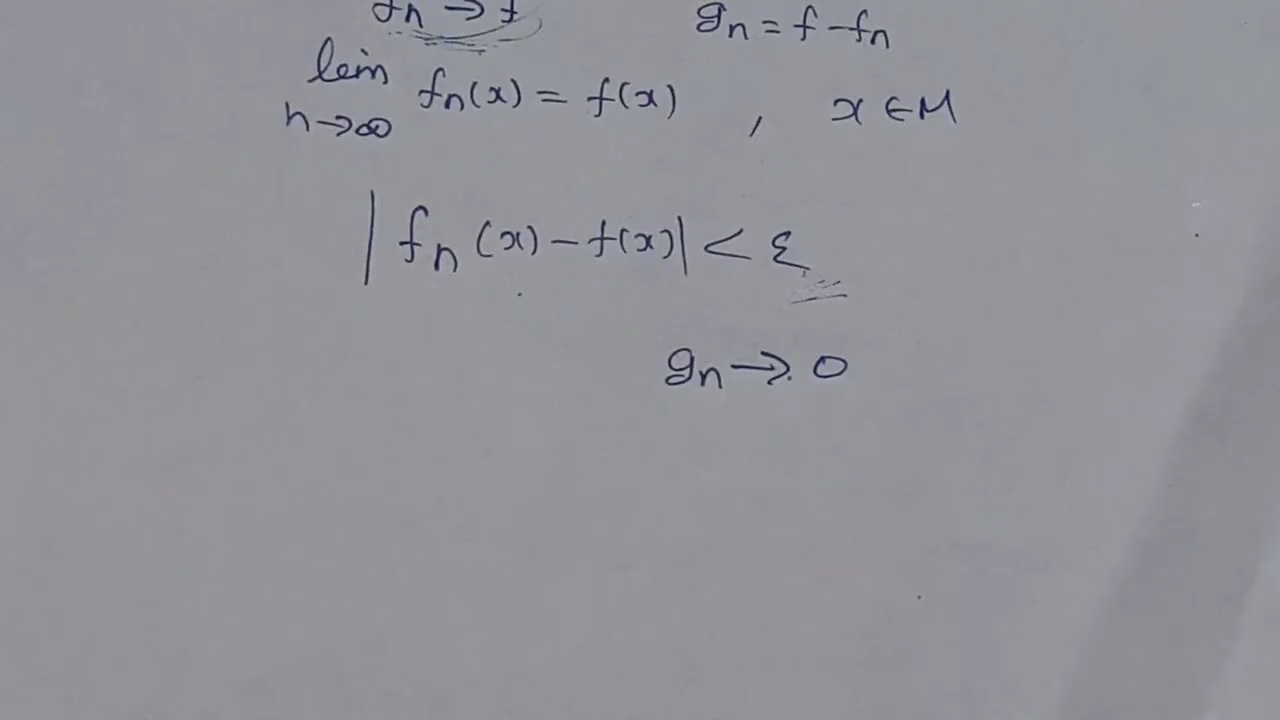 fn → f gn = f - fn
lim fn(x) = f(x) , x ∈ M
n→∞
|fn(x) - f(x)| < ε
gn → 0